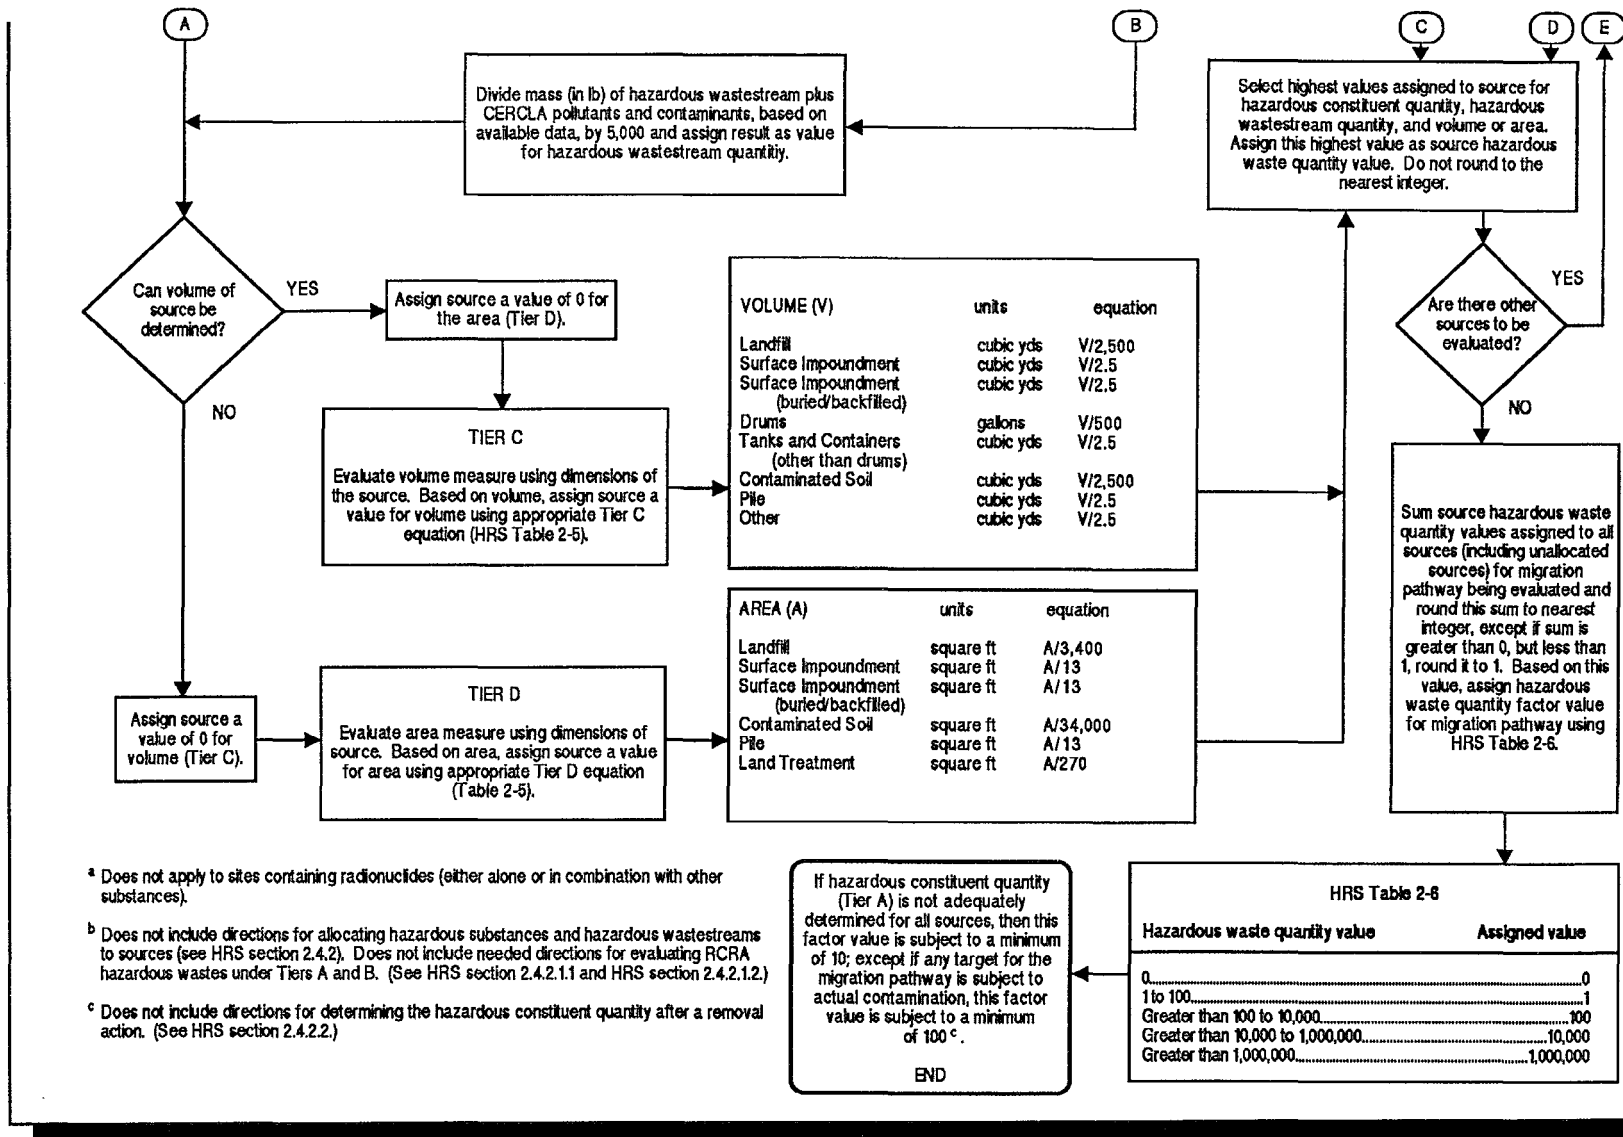 A
B
C
D
E
Divide mass (in lb) of hazardous wastestream plus
CERCLA pollutants and contaminants, based on
available data, by 5,000 and assign result as value
for hazardous wastestream quantitiy.
Select highest values assigned to source for
hazardous constituent quantity, hazardous
wastestream quantity, and volume or area.
Assign this highest value as source hazardous
waste quantity value. Do not round to the
nearest integer.
Can volume of
source be
determined?
YES
NO
Assign source a value of 0 for
the area (Tier D).
TIER C
Evaluate volume measure using dimensions of
the source. Based on volume, assign source a
value for volume using appropriate Tier C
equation (HRS Table 2-5).
VOLUME (V) units equation
Landfill cubic yds V/2,500
Surface Impoundment cubic yds V/2.5
Surface Impoundment cubic yds V/2.5
(buried/backfilled)
Drums gallons V/500
Tanks and Containers cubic yds V/2.5
(other than drums)
Contaminated Soil cubic yds V/2,500
Pile cubic yds V/2.5
Other cubic yds V/2.5
Are there other
sources to be
evaluated?
YES
NO
Assign source a
value of 0 for
volume (Tier C).
TIER D
Evaluate area measure using dimensions of
source. Based on area, assign source a value
for area using appropriate Tier D equation
(Table 2-5).
AREA (A) units equation
Landfill square ft A/3,400
Surface Impoundment square ft A/13
Surface Impoundment square ft A/13
(buried/backfilled)
Contaminated Soil square ft A/34,000
Pile square ft A/13
Land Treatment square ft A/270
Sum source hazardous waste
quantity values assigned to all
sources (including unallocated
sources) for migration
pathway being evaluated and
round this sum to nearest
integer, except if sum is
greater than 0, but less than
1, round it to 1. Based on this
value, assign hazardous
waste quantity factor value
for migration pathway using
HRS Table 2-6.
HRS Table 2-6
Hazardous waste quantity value Assigned value
0..........0
1 to 100..........1
Greater than 100 to 10,000..........100
Greater than 10,000 to 1,000,000..........10,000
Greater than 1,000,000..........1,000,000
If hazardous constituent quantity
(Tier A) is not adequately
determined for all sources, then this
factor value is subject to a minimum
of 10; except if any target for the
migration pathway is subject to
actual contamination, this factor
value is subject to a minimum
of 100 c .
END
a Does not apply to sites containing radionuclides (either alone or in combination with other
substances).
b Does not include directions for allocating hazardous substances and hazardous wastestreams
to sources (see HRS section 2.4.2). Does not include needed directions for evaluating RCRA
hazardous wastes under Tiers A and B. (See HRS section 2.4.2.1.1 and HRS section 2.4.2.1.2.)
c Does not include directions for determining the hazardous constituent quantity after a removal
action. (See HRS section 2.4.2.2.)